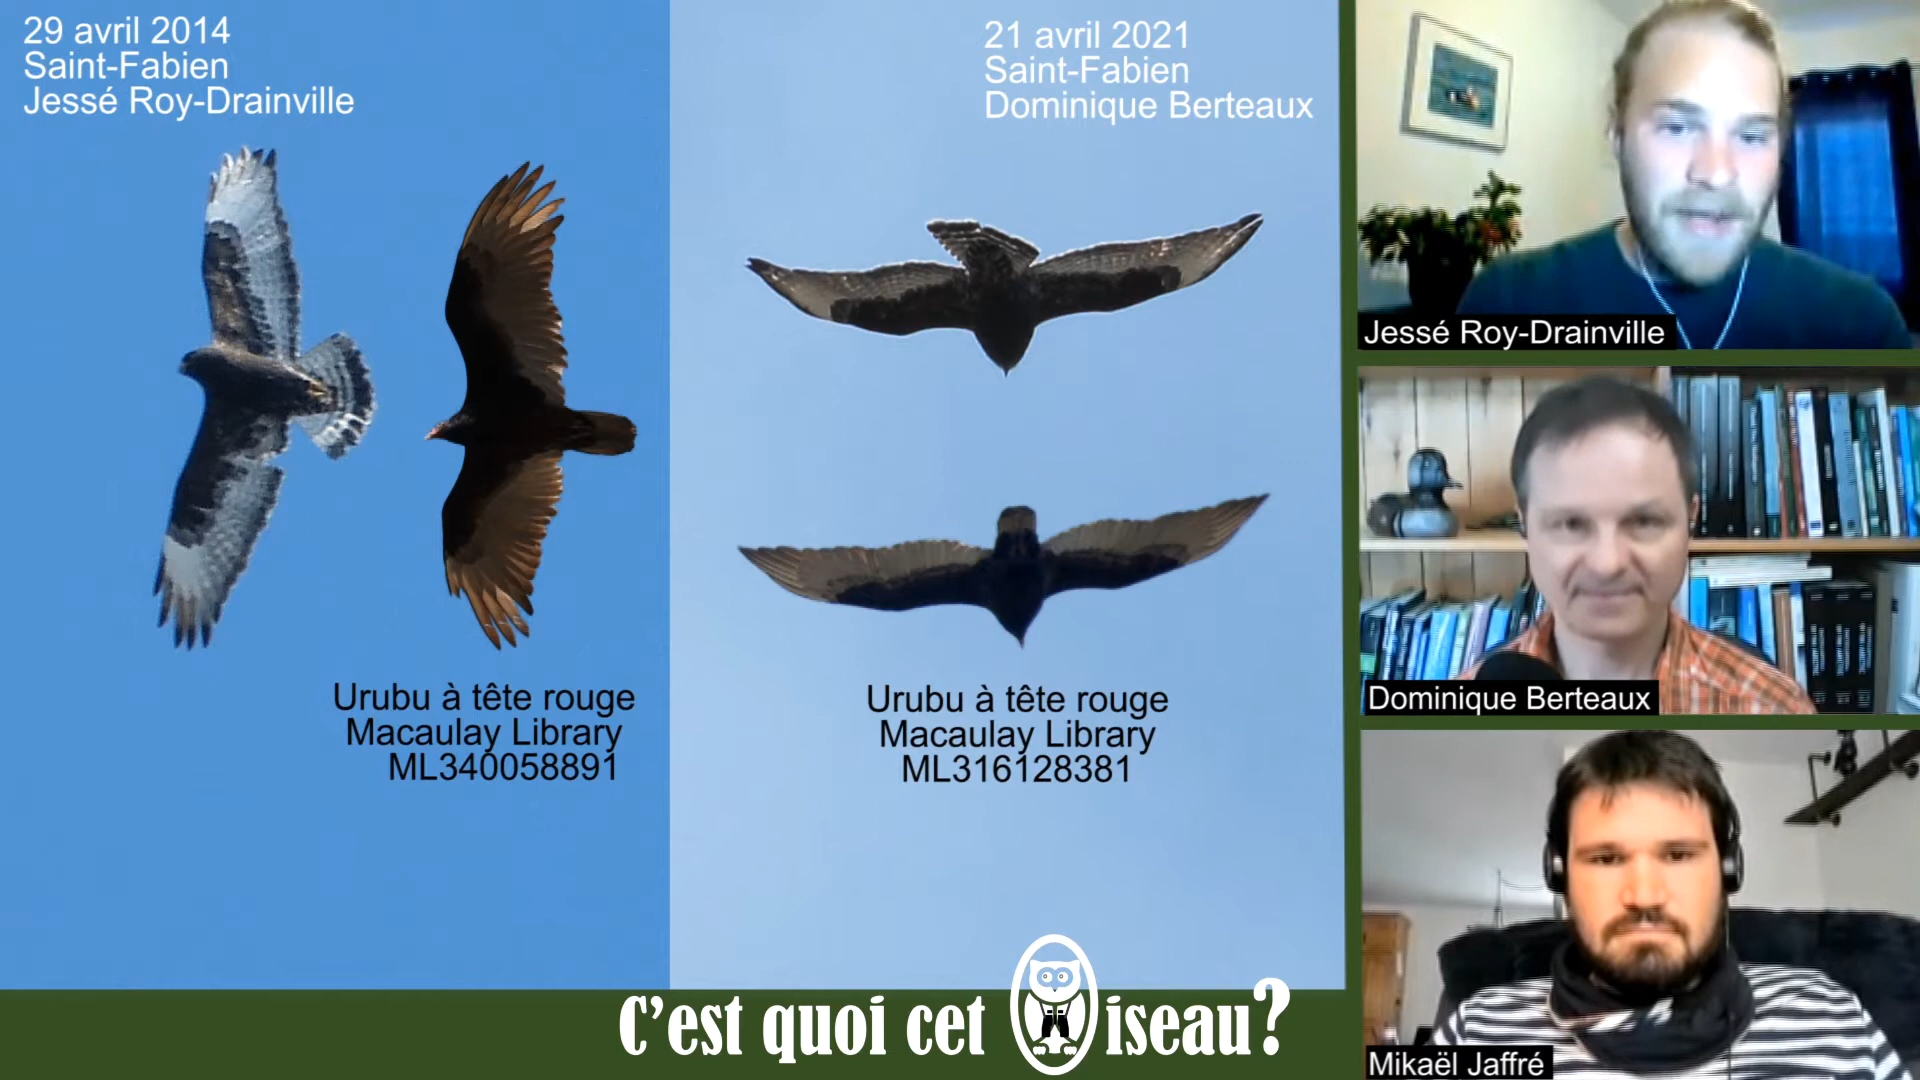 29 avril 2014
Saint-Fabien
Jessé Roy-Drainville
21 avril 2021
Saint-Fabien
Dominique Berteaux
Urubu à tête rouge
Macaulay Library
ML340058891
Urubu à tête rouge
Macaulay Library
ML316128381
Jessé Roy-Drainville
Dominique Berteaux
Mikaël Jaffré
C'est quoi cet Oiseau?